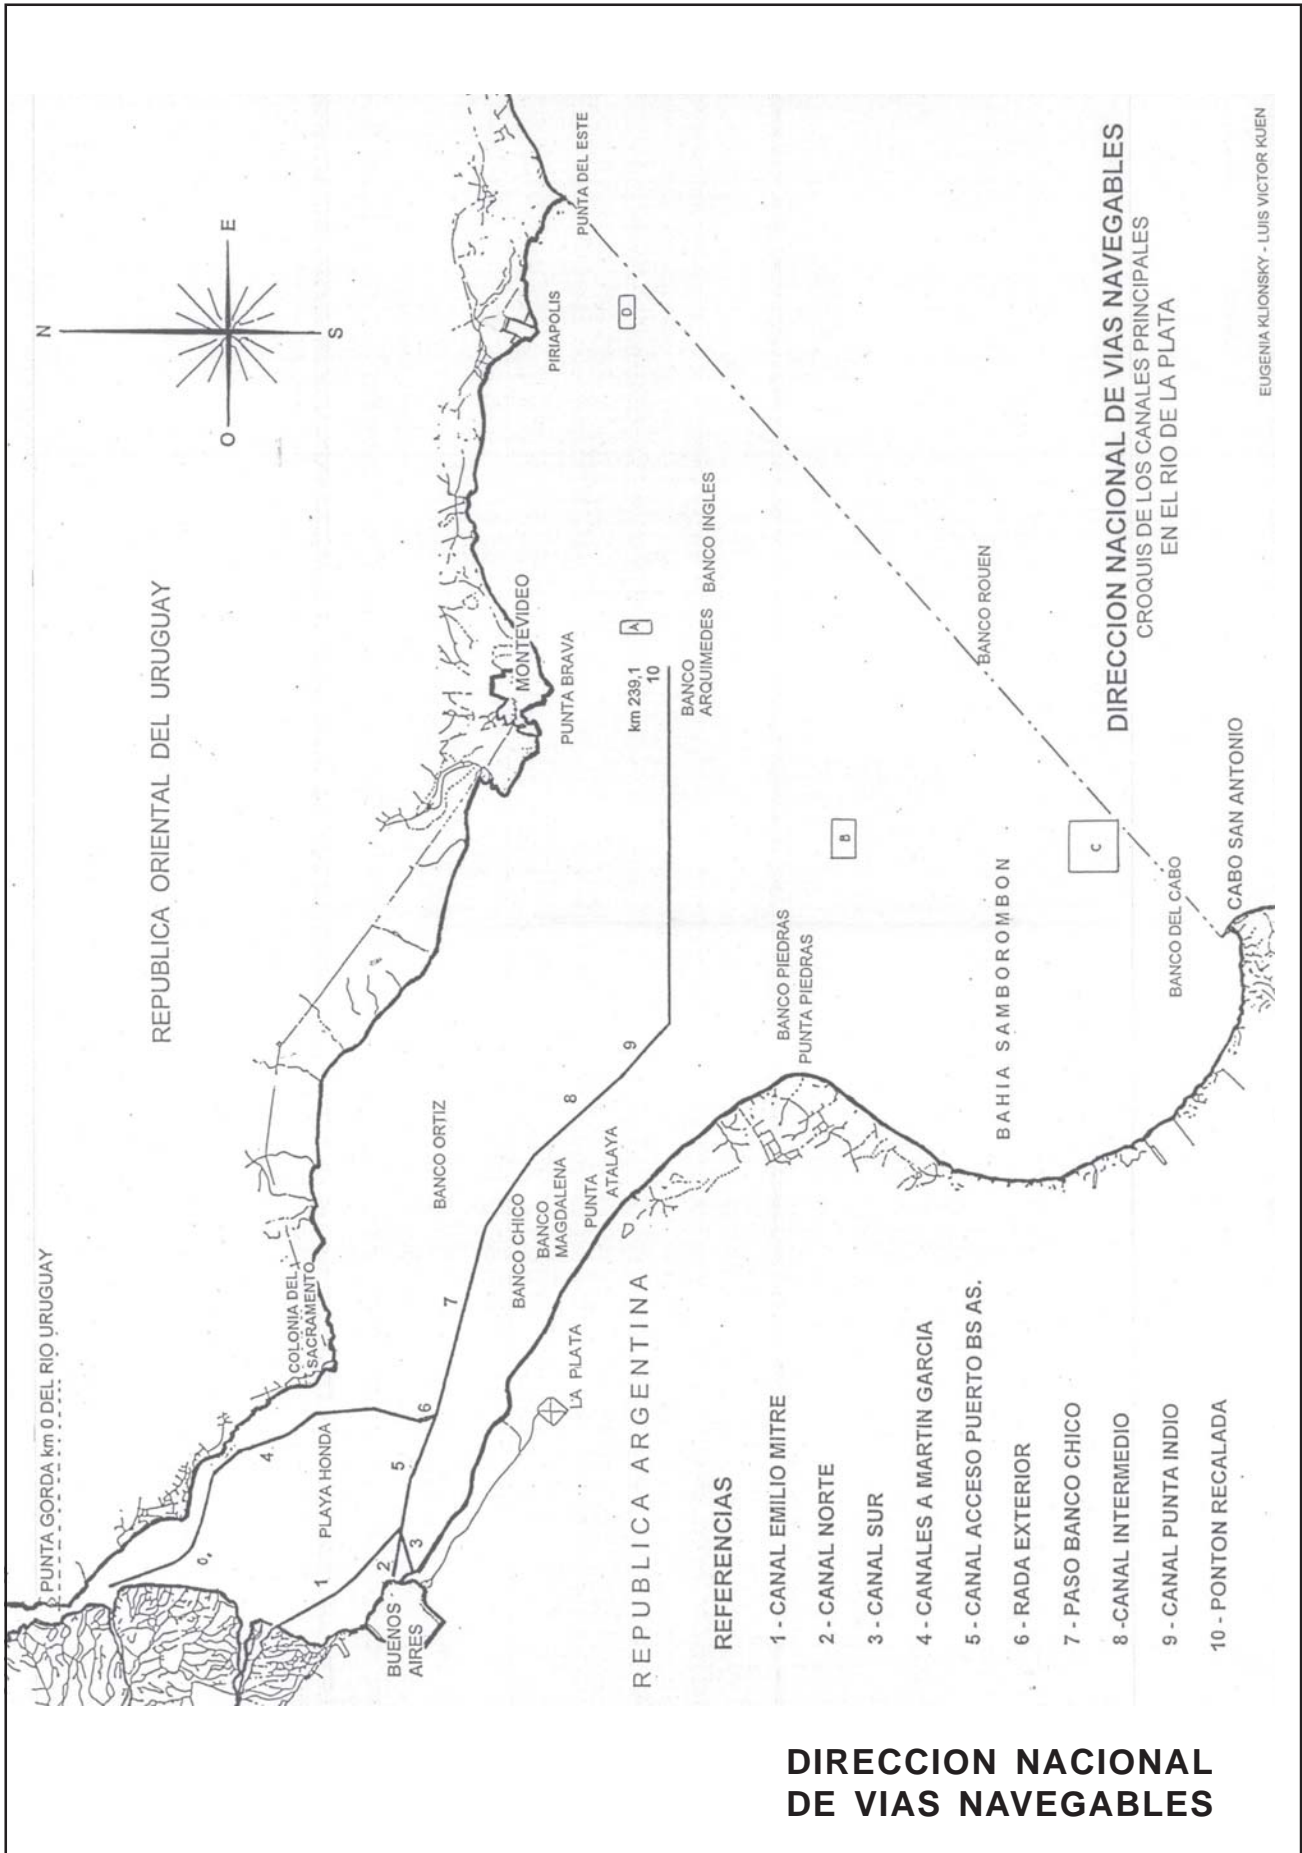 N
E
S
O
REPUBLICA ORIENTAL DEL URUGUAY
PUNTA GORDA km 0 DEL RIO URUGUAY
COLONIA DEL
SACRAMENTO
MONTEVIDEO
PUNTA BRAVA
PIRIAPOLIS
PUNTA DEL ESTE
PLAYA HONDA
BANCO ORTIZ
BUENOS
AIRES
LA PLATA
BANCO CHICO
BANCO
MAGDALENA
PUNTA
ATALAYA
km 239,1
10
BANCO
ARQUIMEDES
BANCO INGLES
BANCO PIEDRAS
PUNTA PIEDRAS
BANCO ROUEN
BAHIA SAMBOROMBON
BANCO DEL CABO
CABO SAN ANTONIO
1
2
3
4
5
6
7
8
9
A
B
C
D
REPUBLICA ARGENTINA
REFERENCIAS
1 - CANAL EMILIO MITRE
2 - CANAL NORTE
3 - CANAL SUR
4 - CANALES A MARTIN GARCIA
5 - CANAL ACCESO PUERTO BS AS.
6 - RADA EXTERIOR
7 - PASO BANCO CHICO
8-CANAL INTERMEDIO
9 - CANAL PUNTA INDIO
10 - PONTON RECALADA
DIRECCION NACIONAL DE VIAS NAVEGABLES
CROQUIS DE LOS CANALES PRINCIPALES
EN EL RIO DE LA PLATA
EUGENIA KLIONSKY - LUIS VICTOR KUEN
DIRECCION NACIONAL
DE VIAS NAVEGABLES